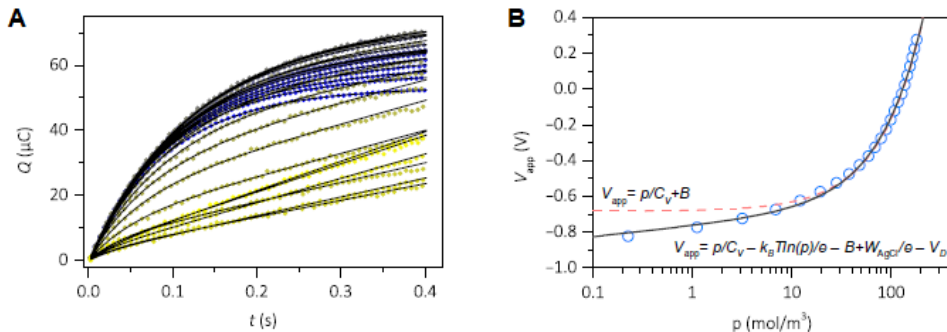 A
Q (μC)
60
40
20
0
0.0
0.1
0.2
0.3
0.4
t (s)
B
V_app (V)
0.4
0.2
0.0
−0.2
−0.4
−0.6
−0.8
−1.0
V_app= p/C_V+B
V_app= p/C_V − k_BTln(p)/e − B+W_AgCl/e − V_D
0.1
1
10
100
p (mol/m³)